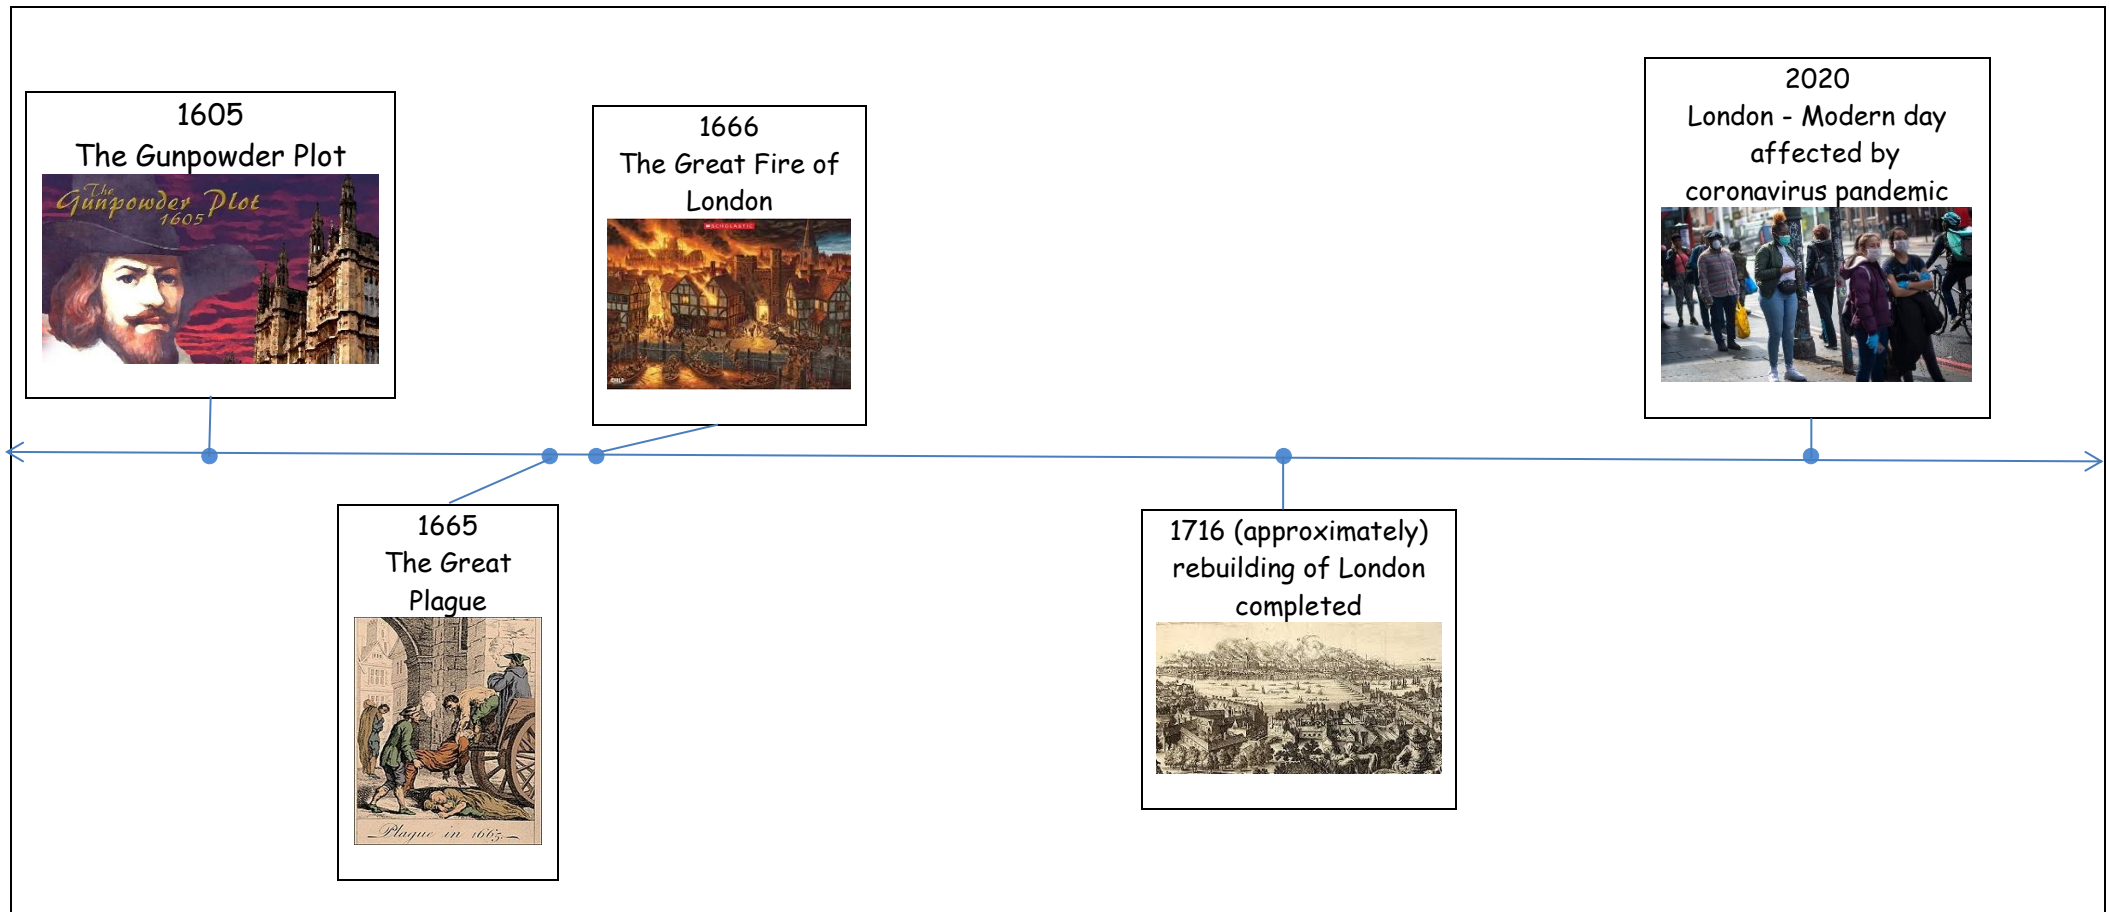 1605
The Gunpowder Plot
The
Gunpowder Plot
1605
1665
The Great
Plague
Plague in 1665.
1666
The Great Fire of
London
SCHOLASTIC
1716 (approximately)
rebuilding of London
completed
2020
London - Modern day
affected by
coronavirus pandemic